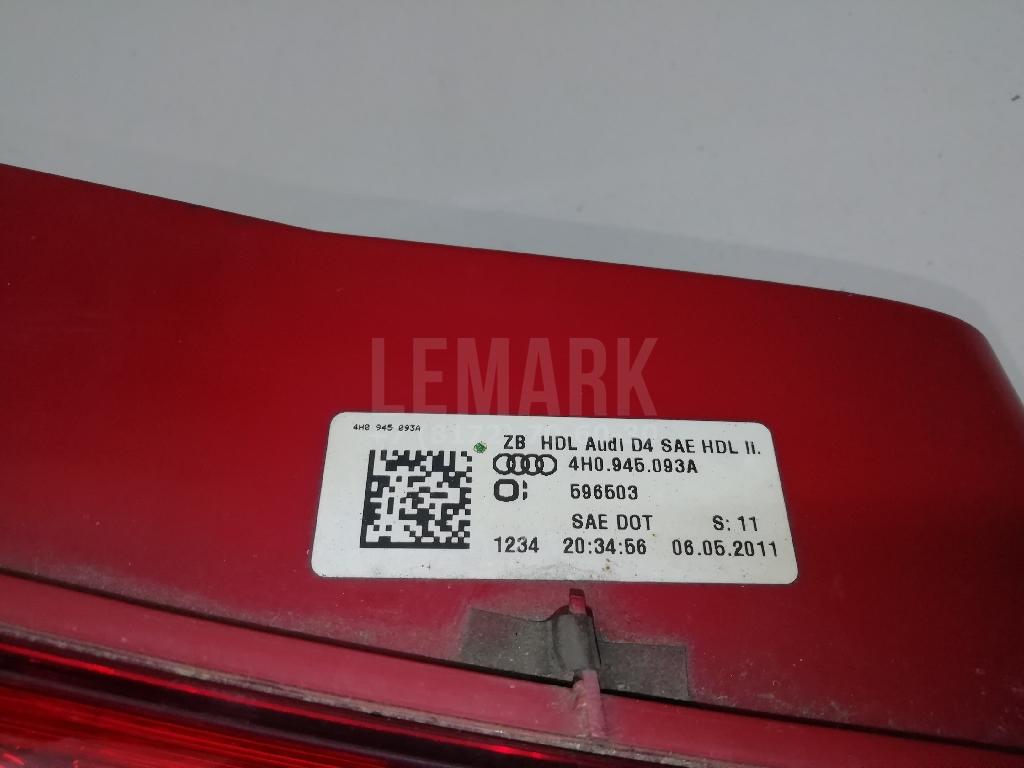 LEMARK
4H0 945 093A
ZB HDL Audi D4 SAE HDL II.
4H0.945.093A
596503
SAE DOT S: 11
1234 20:34:56 06.05.2011